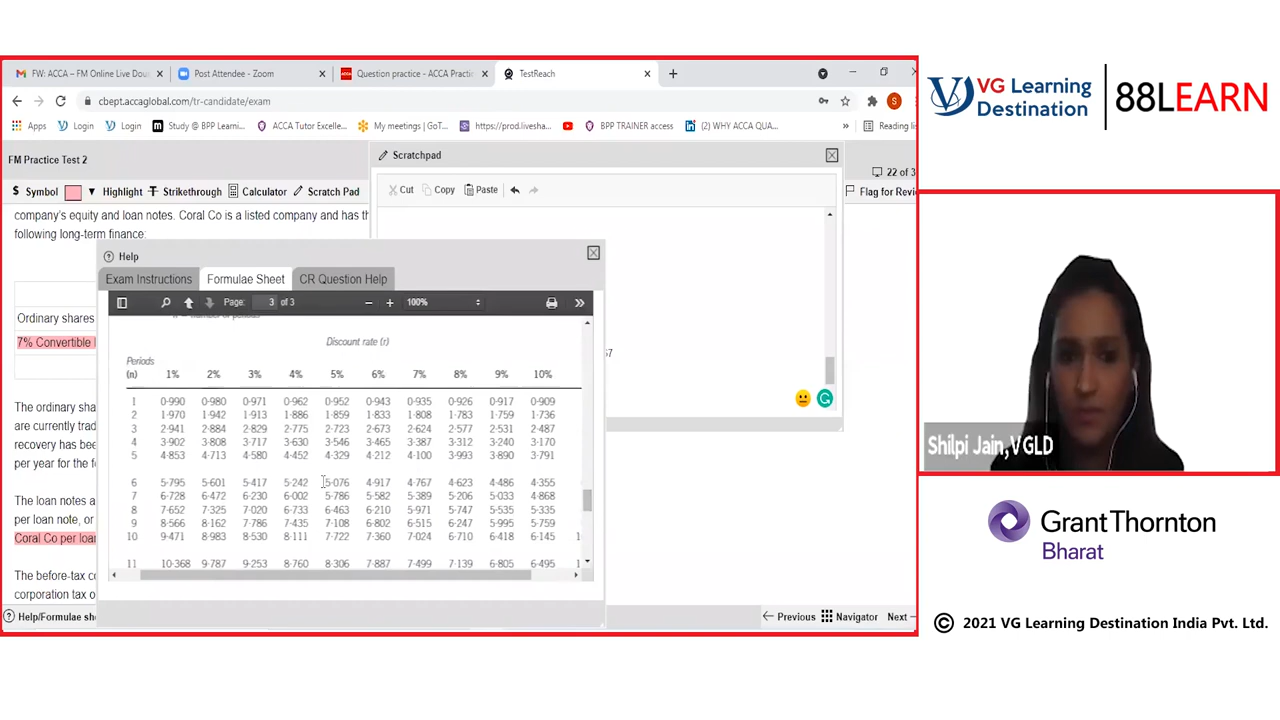 FW: ACCA – FM Online Live Dou
Post Attendee - Zoom
Question practice - ACCA Practic
TestReach
cbept.accaglobal.com/tr-candidate/exam
Apps
Login
Login
Study @ BPP Learni...
ACCA Tutor Excelle...
My meetings | GoT...
https://prod.livesha...
BPP TRAINER access
(2) WHY ACCA QUA...
»
Reading lis
FM Practice Test 2
Scratchpad
22 of 3
$ Symbol
Highlight
Strikethrough
Calculator
Scratch Pad
Cut
Copy
Paste
Flag for Revie
company's equity and loan notes. Coral Co is a listed company and has th
following long-term finance:
Help
Exam Instructions
Formulae Sheet
CR Question Help
Page: 3 of 3
100%
Ordinary shares
7% Convertible
The ordinary sha
are currently trad
recovery has bee
per year for the f
The loan notes a
per loan note, or
Coral Co per loan
The before-tax co
corporation tax o
Discount rate (r)
Periods
(n) 1% 2% 3% 4% 5% 6% 7% 8% 9% 10%
1 0·990 0·980 0·971 0·962 0·952 0·943 0·935 0·926 0·917 0·909
2 1·970 1·942 1·913 1·886 1·859 1·833 1·808 1·783 1·759 1·736
3 2·941 2·884 2·829 2·775 2·723 2·673 2·624 2·577 2·531 2·487
4 3·902 3·808 3·717 3·630 3·546 3·465 3·387 3·312 3·240 3·170
5 4·853 4·713 4·580 4·452 4·329 4·212 4·100 3·993 3·890 3·791
6 5·795 5·601 5·417 5·242 5·076 4·917 4·767 4·623 4·486 4·355
7 6·728 6·472 6·230 6·002 5·786 5·582 5·389 5·206 5·033 4·868
8 7·652 7·325 7·020 6·733 6·463 6·210 5·971 5·747 5·535 5·335
9 8·566 8·162 7·786 7·435 7·108 6·802 6·515 6·247 5·995 5·759
10 9·471 8·983 8·530 8·111 7·722 7·360 7·024 6·710 6·418 6·145 1
11 10·368 9·787 9·253 8·760 8·306 7·887 7·499 7·139 6·805 6·495
57
Help/Formulae she
Previous
Navigator
Next
VG Learning
Destination
88LEARN
Shilpi Jain,VGLD
GrantThornton
Bharat
© 2021 VG Learning Destination India Pvt. Ltd.